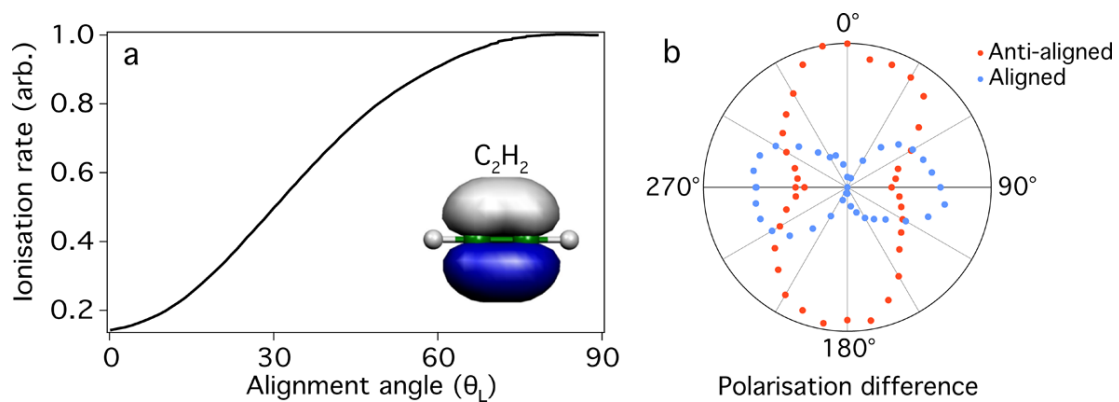 a
Ionisation rate (arb.)
1.0
0.8
0.6
0.4
0.2
C₂H₂
0
30
60
90
Alignment angle (θ_L)
b
0°
Anti-aligned
Aligned
270°
90°
180°
Polarisation difference